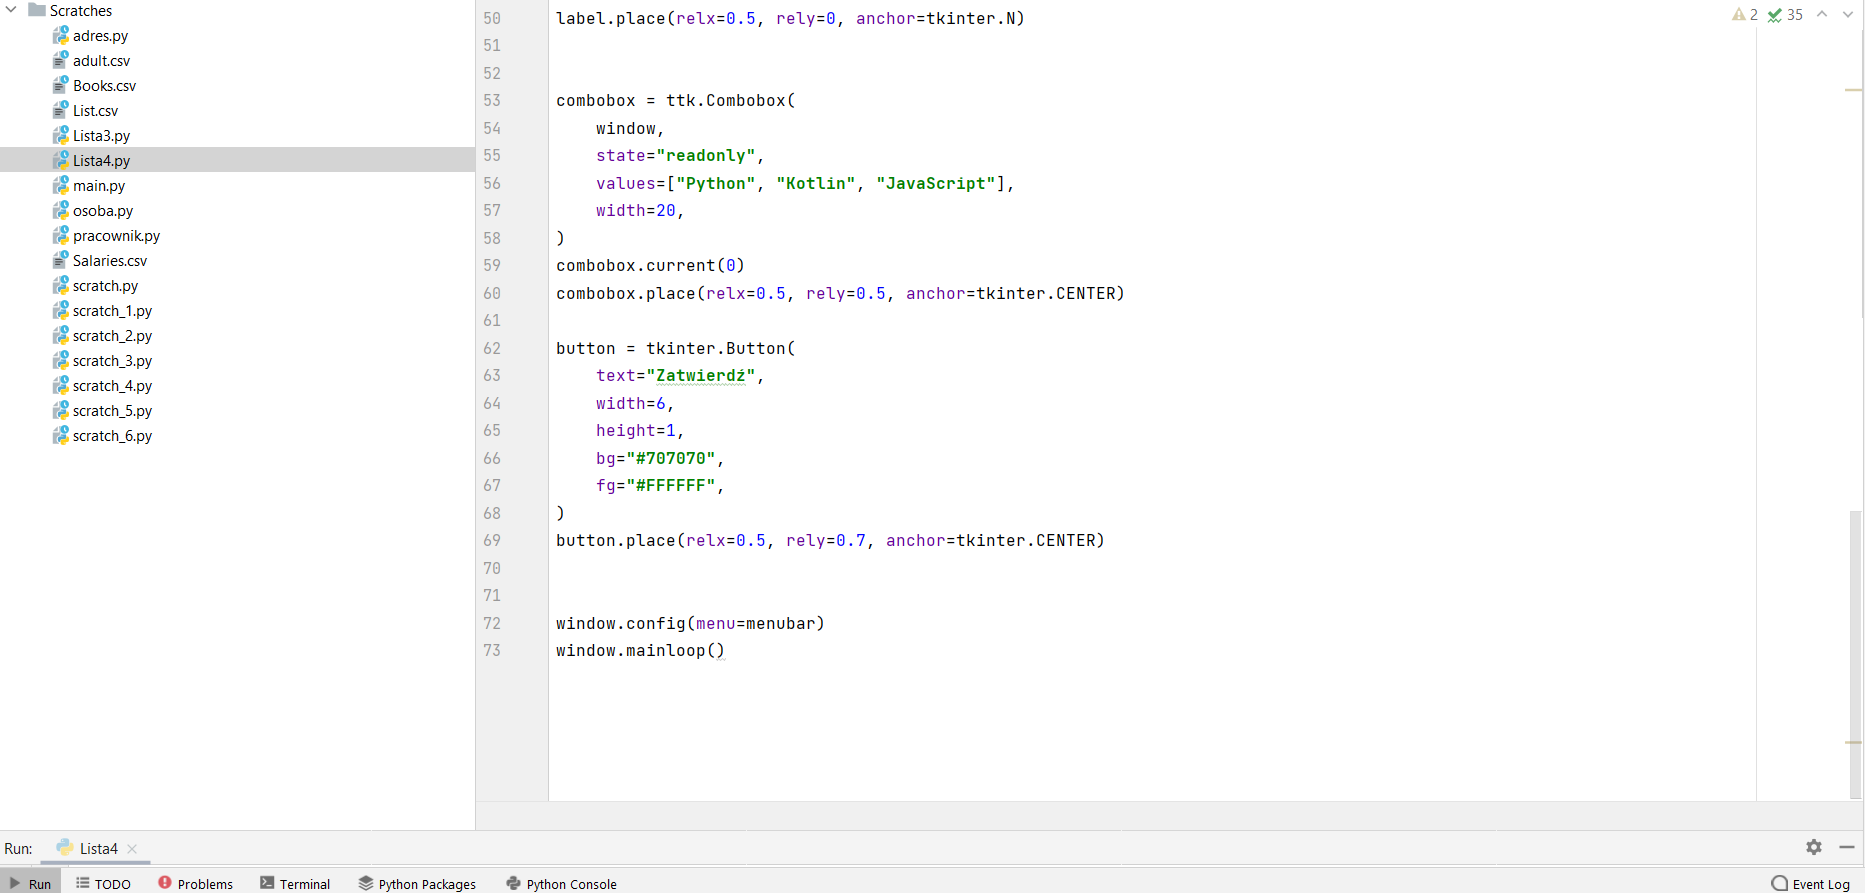 Scratches
adres.py
adult.csv
Books.csv
List.csv
Lista3.py
Lista4.py
main.py
osoba.py
pracownik.py
Salaries.csv
scratch.py
scratch_1.py
scratch_2.py
scratch_3.py
scratch_4.py
scratch_5.py
scratch_6.py
2 35
50 label.place(relx=0.5, rely=0, anchor=tkinter.N)
51
52
53 combobox = ttk.Combobox(
54     window,
55     state="readonly",
56     values=["Python", "Kotlin", "JavaScript"],
57     width=20,
58 )
59 combobox.current(0)
60 combobox.place(relx=0.5, rely=0.5, anchor=tkinter.CENTER)
61
62 button = tkinter.Button(
63     text="Zatwierdź",
64     width=6,
65     height=1,
66     bg="#707070",
67     fg="#FFFFFF",
68 )
69 button.place(relx=0.5, rely=0.7, anchor=tkinter.CENTER)
70
71
72 window.config(menu=menubar)
73 window.mainloop()
Run: Lista4
Run TODO Problems Terminal Python Packages Python Console Event Log